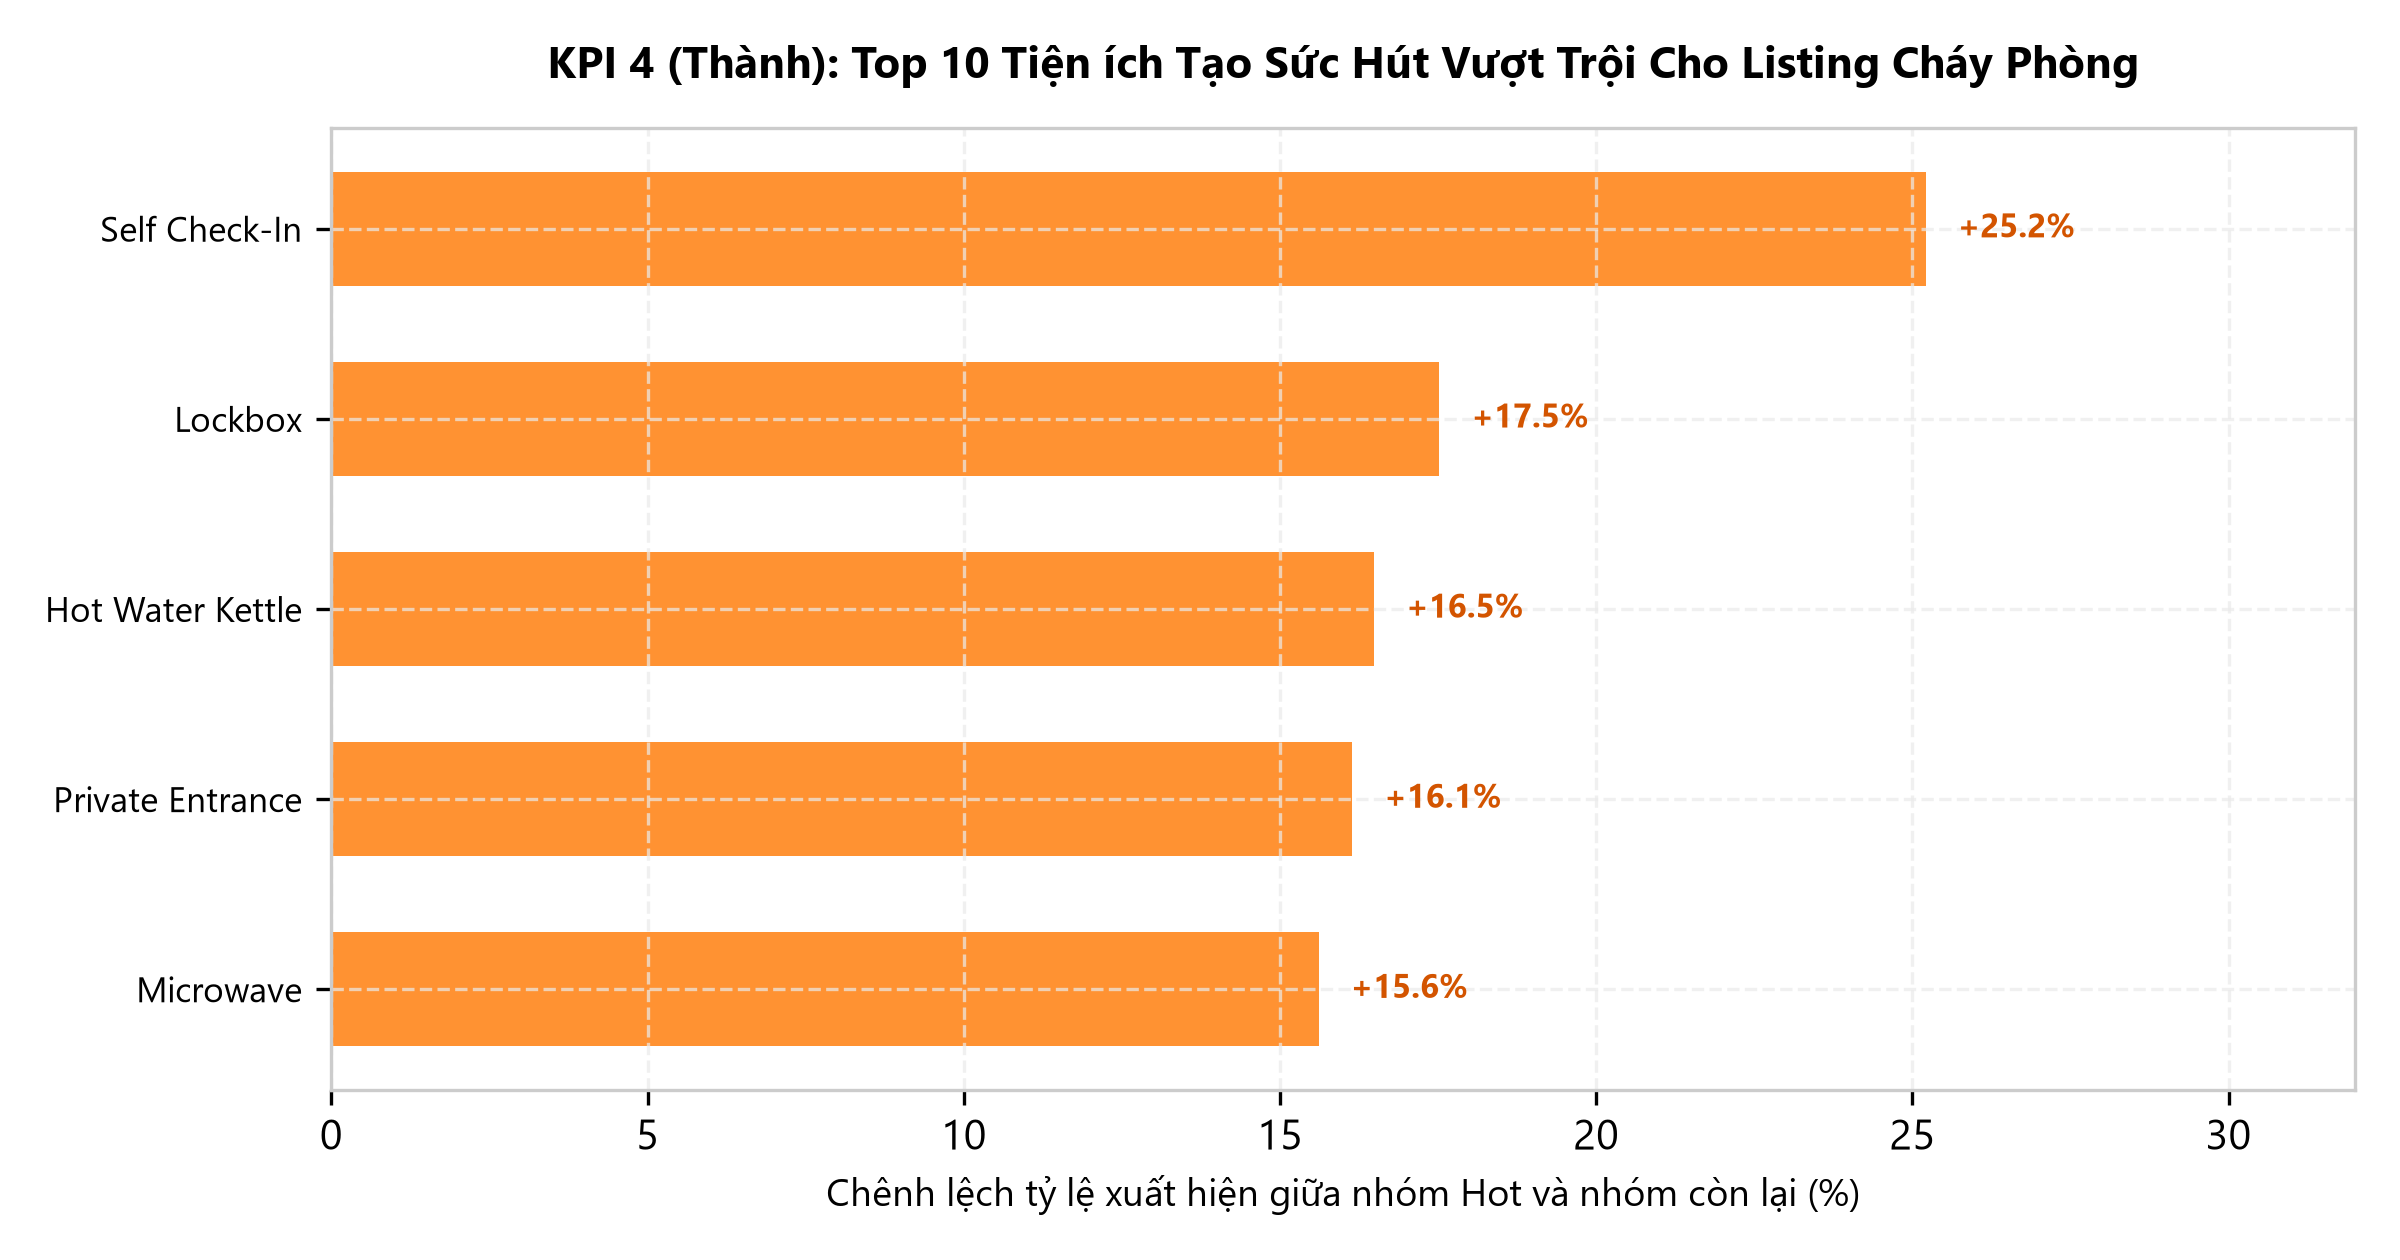 KPI 4 (Thành): Top 10 Tiện ích Tạo Sức Hút Vượt Trội Cho Listing Cháy Phòng
Self Check-In +25.2%
Lockbox +17.5%
Hot Water Kettle +16.5%
Private Entrance +16.1%
Microwave +15.6%
0 5 10 15 20 25 30
Chênh lệch tỷ lệ xuất hiện giữa nhóm Hot và nhóm còn lại (%)